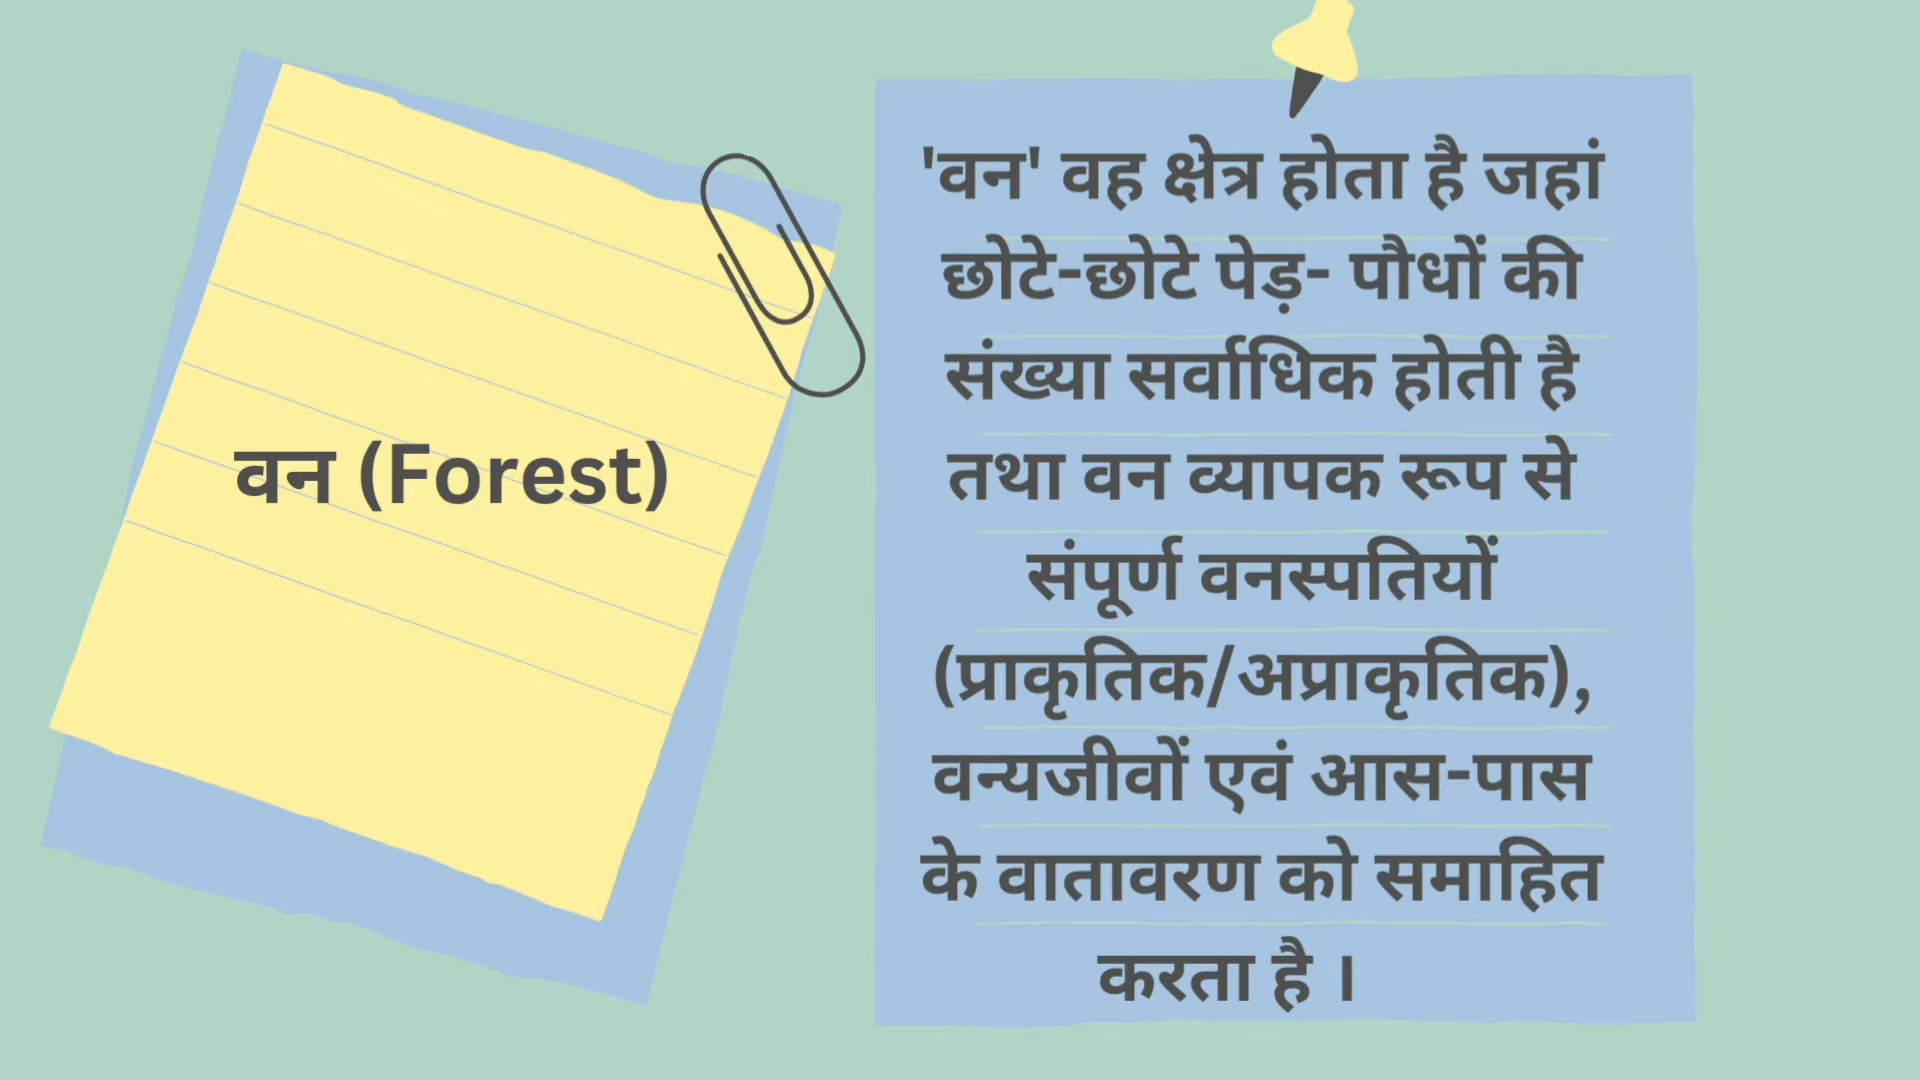 वन (Forest)
'वन' वह क्षेत्र होता है जहां
छोटे-छोटे पेड़- पौधों की
संख्या सर्वाधिक होती है
तथा वन व्यापक रूप से
संपूर्ण वनस्पतियों
(प्राकृतिक/अप्राकृतिक),
वन्यजीवों एवं आस-पास
के वातावरण को समाहित
करता है ।